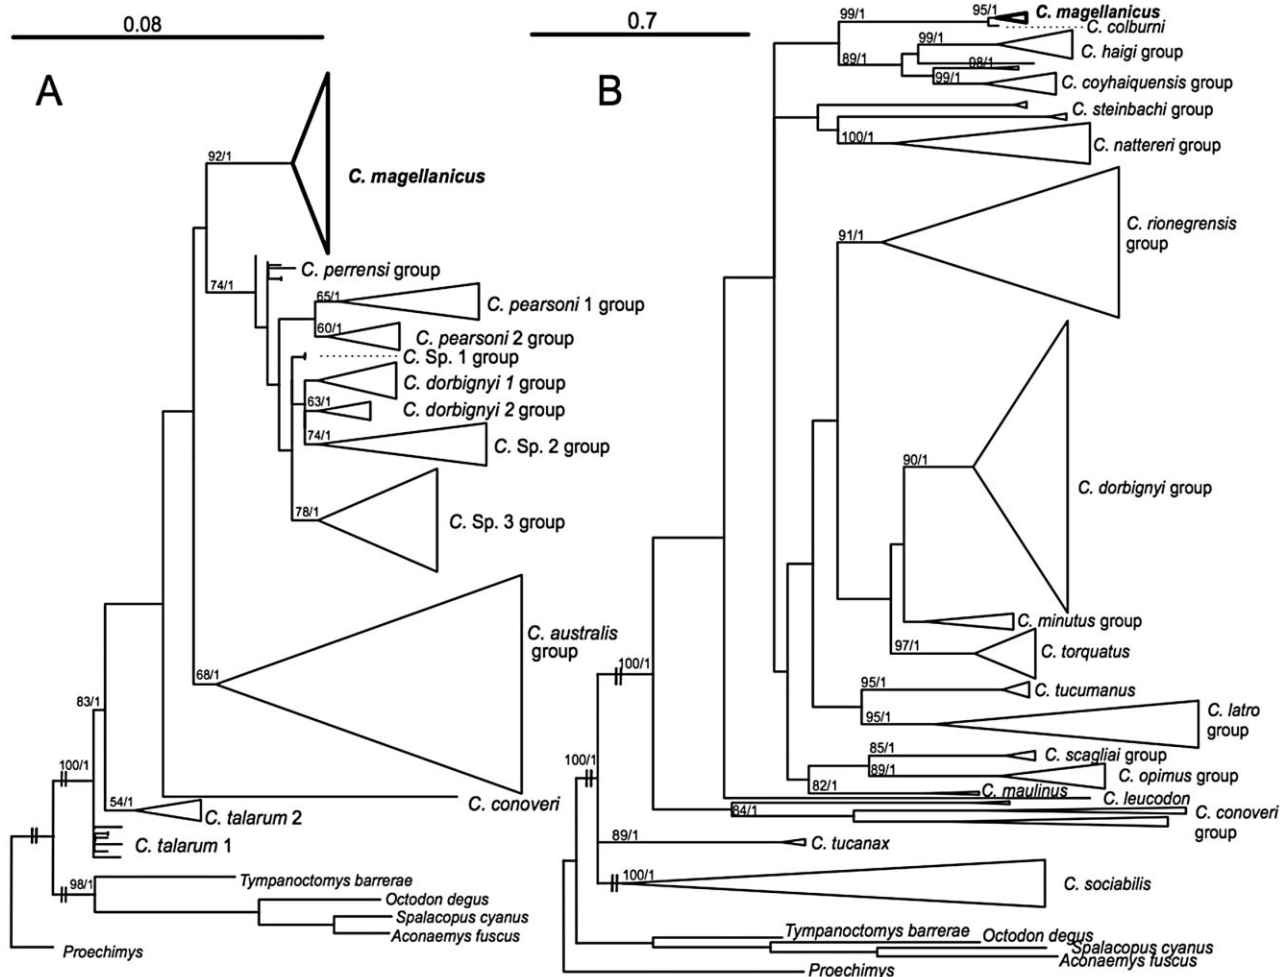 0.08
A
92/1
C. magellanicus
74/1
C. perrensi group
65/1
C. pearsoni 1 group
60/1
C. pearsoni 2 group
C. Sp. 1 group
C. dorbignyi 1 group
63/1
C. dorbignyi 2 group
74/1
C. Sp. 2 group
78/1
C. Sp. 3 group
C. australis
group
68/1
83/1
100/1
C. conoveri
54/1
C. talarum 2
C. talarum 1
98/1
Tympanoctomys barrerae
Octodon degus
Spalacopus cyanus
Aconaemys fuscus
Proechimys
0.7
B
99/1
95/1
C. magellanicus
C. colburni
99/1
C. haigi group
89/1
98/1
99/1
C. coyhaiquensis group
C. steinbachi group
100/1
C. nattereri group
C. rionegrensis
group
91/1
90/1
C. dorbignyi group
C. minutus group
97/1
C. torquatus
100/1
95/1
C. tucumanus
95/1
C. latro
group
85/1
C. scagliai group
89/1
C. opimus group
100/1
82/1
C. maulinus
C. leucodon
84/1
C. conoveri
group
89/1
C. tucanax
100/1
C. sociabilis
Tympanoctomys barrerae
Octodon degus
Spalacopus cyanus
Aconaemys fuscus
Proechimys